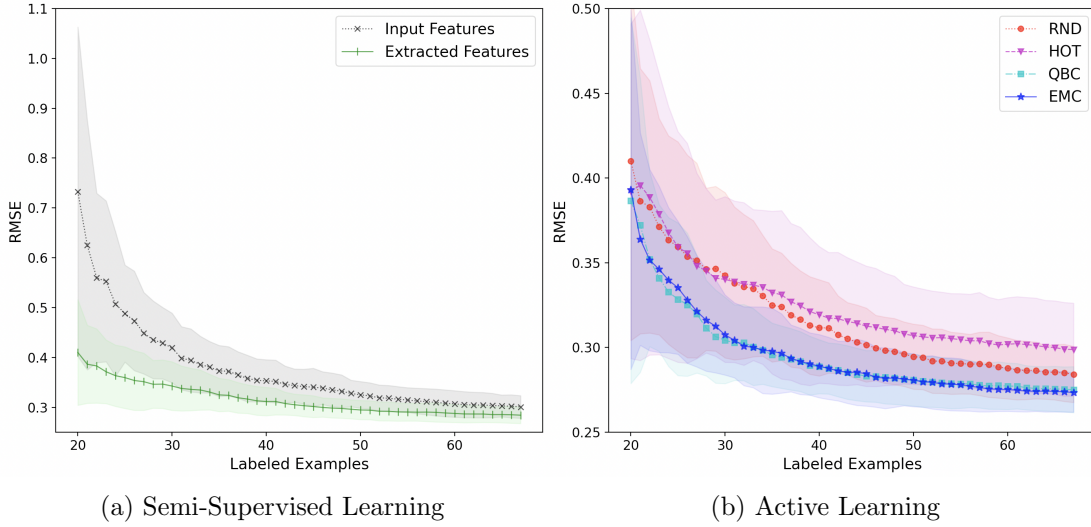 1.1
1.0
0.9
0.8
0.7
0.6
0.5
0.4
0.3
RMSE
20
30
40
50
60
Labeled Examples
Input Features
Extracted Features
(a) Semi-Supervised Learning
0.50
0.45
0.40
0.35
0.30
0.25
RMSE
20
30
40
50
60
Labeled Examples
RND
HOT
QBC
EMC
(b) Active Learning